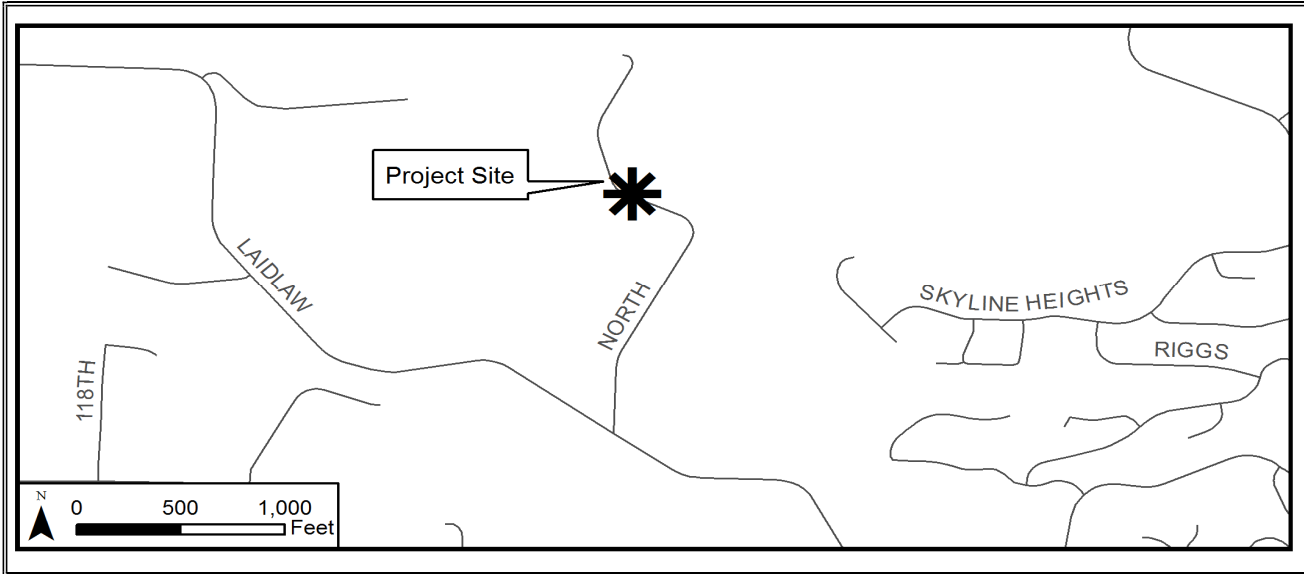 Project Site
LAIDLAW
NORTH
SKYLINE HEIGHTS
RIGGS
118TH
N
0 500 1,000
Feet